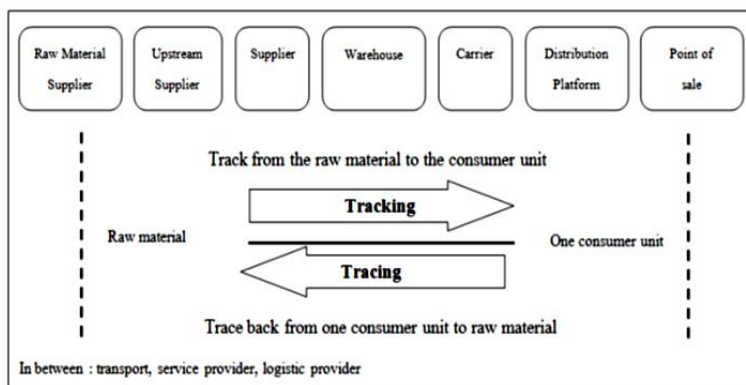 Raw Material
Supplier
Upstream
Supplier
Supplier
Warehouse
Carrier
Distribution
Platform
Point of
sale
Track from the raw material to the consumer unit
Tracking
Raw material
One consumer unit
Tracing
Trace back from one consumer unit to raw material
In between : transport, service provider, logistic provider